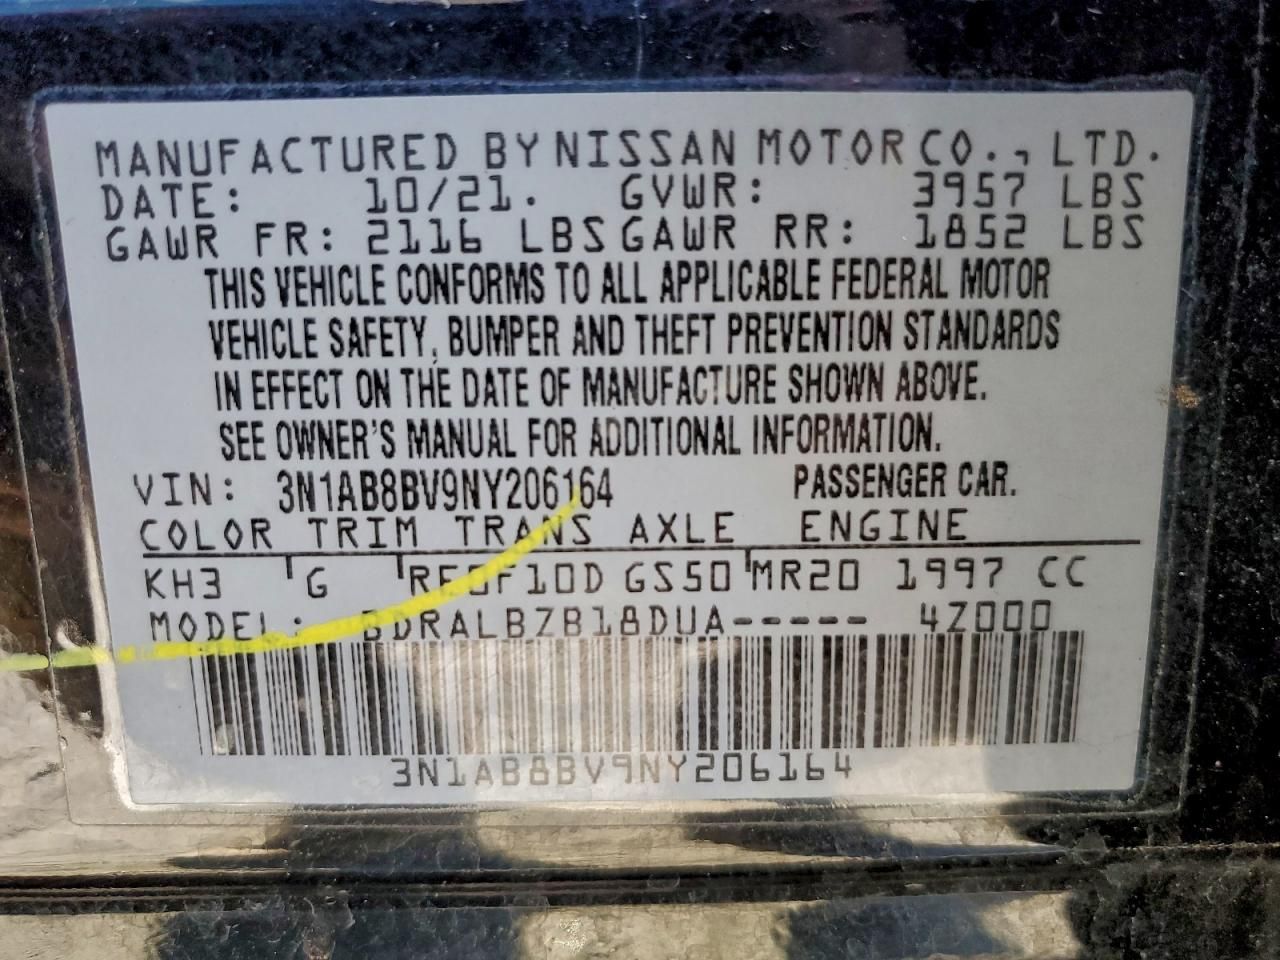 MANUFACTURED BY NISSAN MOTOR CO., LTD.
DATE: 10/21. GVWR: 3957 LBS
GAWR FR: 2116 LBS GAWR RR: 1852 LBS
THIS VEHICLE CONFORMS TO ALL APPLICABLE FEDERAL MOTOR
VEHICLE SAFETY, BUMPER AND THEFT PREVENTION STANDARDS
IN EFFECT ON THE DATE OF MANUFACTURE SHOWN ABOVE.
SEE OWNER'S MANUAL FOR ADDITIONAL INFORMATION.
VIN: 3N1AB8BV9NY206164 PASSENGER CAR.
COLOR TRIM TRANS AXLE ENGINE
KH3 G RE0F10D GS50 MR20 1997 CC
MODEL: BDRALBZB18DUA----- 4Z000
3N1AB8BV9NY206164